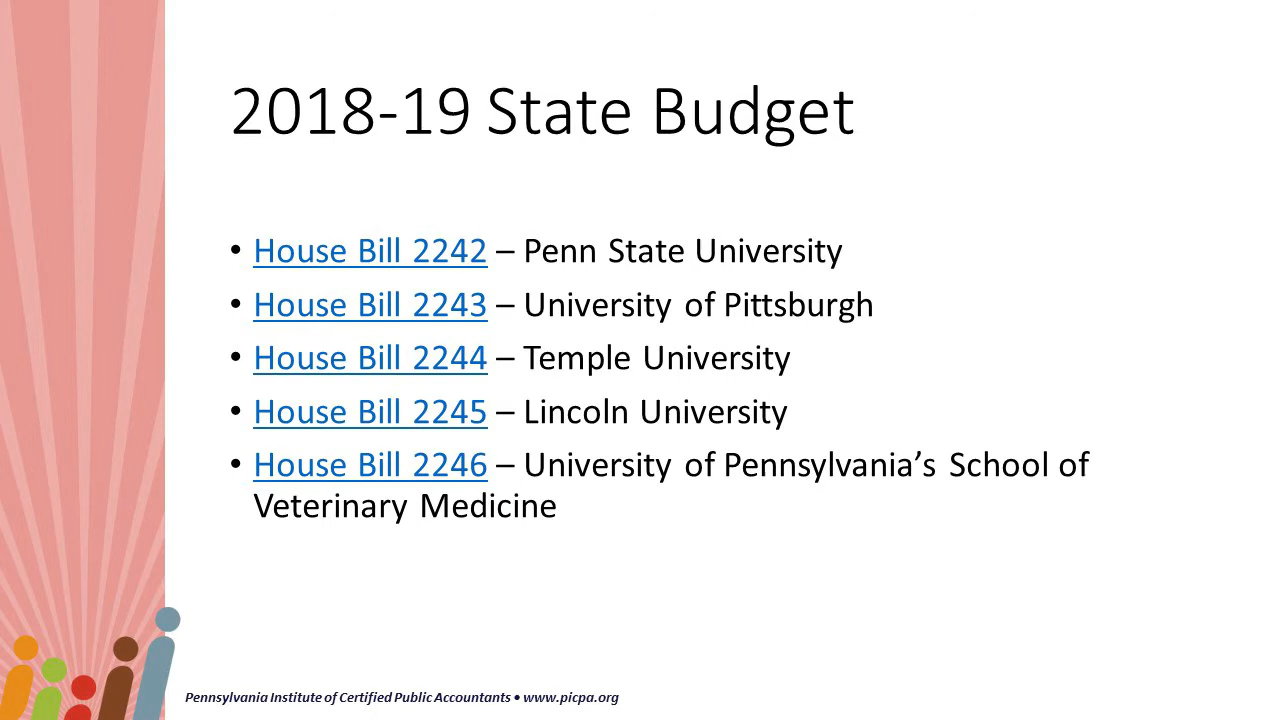 2018-19 State Budget
• House Bill 2242 – Penn State University
• House Bill 2243 – University of Pittsburgh
• House Bill 2244 – Temple University
• House Bill 2245 – Lincoln University
• House Bill 2246 – University of Pennsylvania’s School of
Veterinary Medicine
Pennsylvania Institute of Certified Public Accountants • www.picpa.org